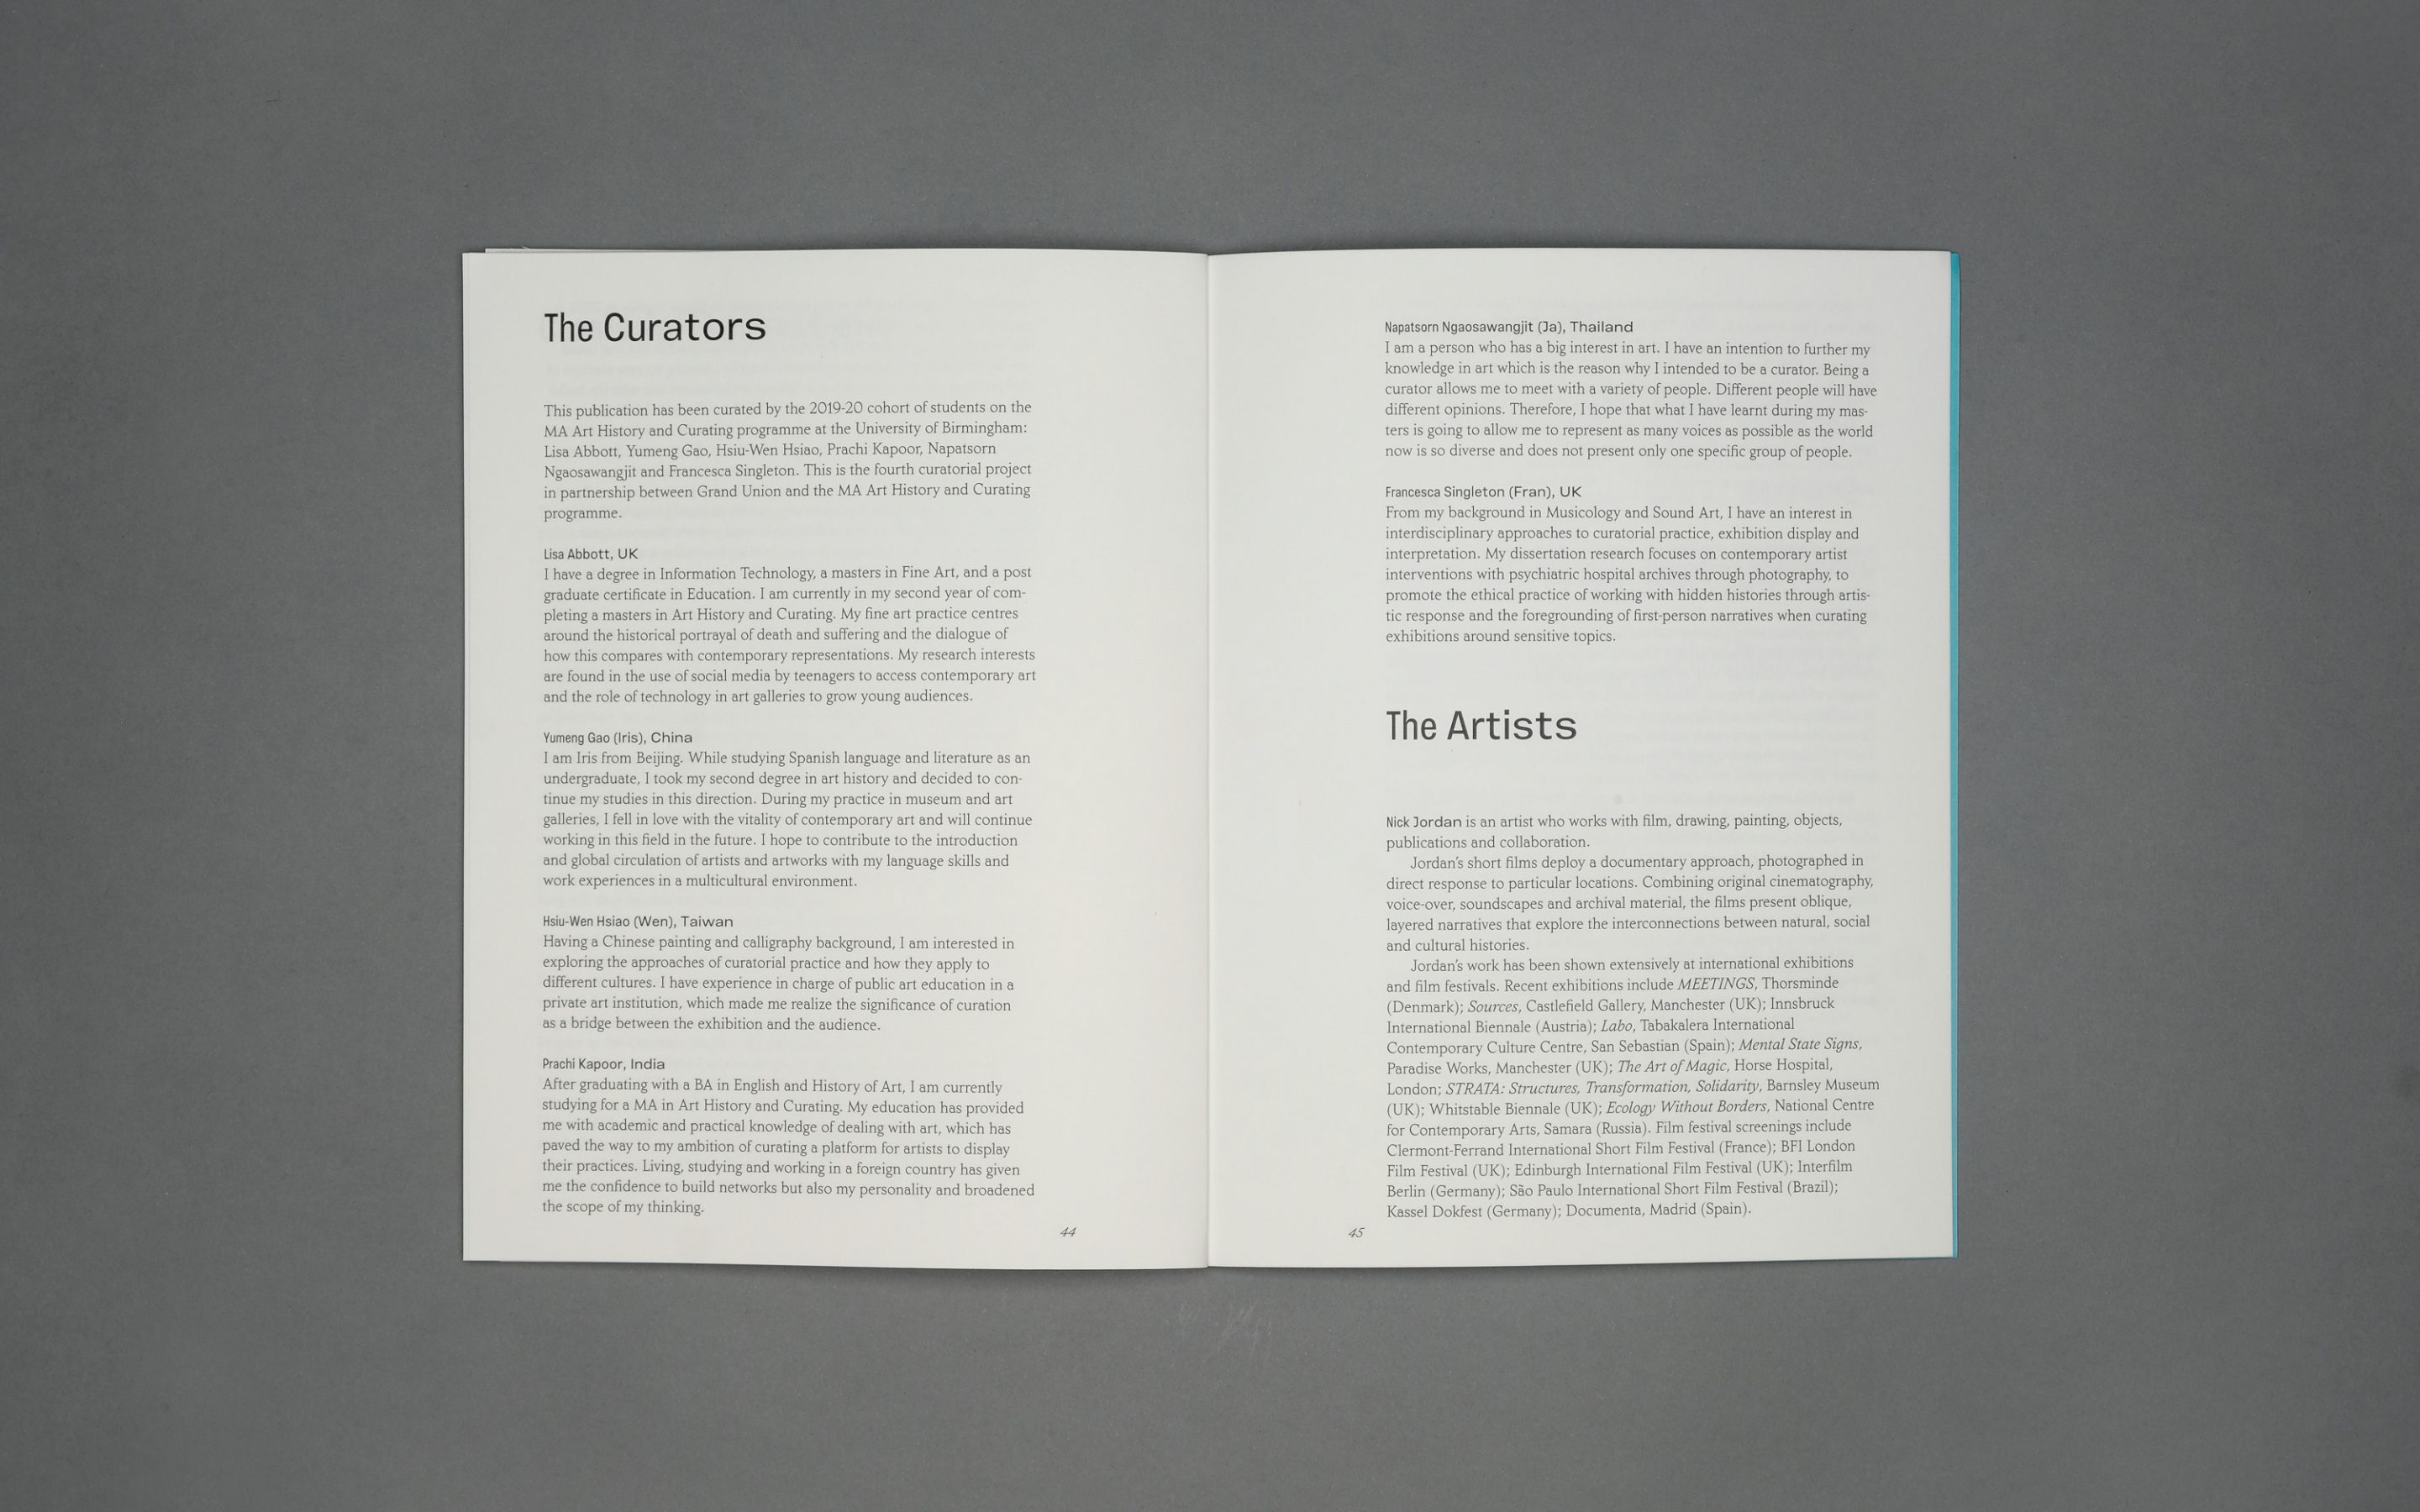 The Curators
This publication has been curated by the 2019-20 cohort of students on the
MA Art History and Curating programme at the University of Birmingham:
Lisa Abbott, Yumeng Gao, Hsiu-Wen Hsiao, Prachi Kapoor, Napatsorn
Ngaosawangjit and Francesca Singleton. This is the fourth curatorial project
in partnership between Grand Union and the MA Art History and Curating
programme.
Lisa Abbott, UK
I have a degree in Information Technology, a masters in Fine Art, and a post
graduate certificate in Education. I am currently in my second year of com-
pleting a masters in Art History and Curating. My fine art practice centres
around the historical portrayal of death and suffering and the dialogue of
how this compares with contemporary representations. My research interests
are found in the use of social media by teenagers to access contemporary art
and the role of technology in art galleries to grow young audiences.
Yumeng Gao (Iris), China
I am Iris from Beijing. While studying Spanish language and literature as an
undergraduate, I took my second degree in art history and decided to con-
tinue my studies in this direction. During my practice in museum and art
galleries, I fell in love with the vitality of contemporary art and will continue
working in this field in the future. I hope to contribute to the introduction
and global circulation of artists and artworks with my language skills and
work experiences in a multicultural environment.
Hsiu-Wen Hsiao (Wen), Taiwan
Having a Chinese painting and calligraphy background, I am interested in
exploring the approaches of curatorial practice and how they apply to
different cultures. I have experience in charge of public art education in a
private art institution, which made me realize the significance of curation
as a bridge between the exhibition and the audience.
Prachi Kapoor, India
After graduating with a BA in English and History of Art, I am currently
studying for a MA in Art History and Curating. My education has provided
me with academic and practical knowledge of dealing with art, which has
paved the way to my ambition of curating a platform for artists to display
their practices. Living, studying and working in a foreign country has given
me the confidence to build networks but also my personality and broadened
the scope of my thinking.
44
Napatsorn Ngaosawangjit (Ja), Thailand
I am a person who has a big interest in art. I have an intention to further my
knowledge in art which is the reason why I intended to be a curator. Being a
curator allows me to meet with a variety of people. Different people will have
different opinions. Therefore, I hope that what I have learnt during my mas-
ters is going to allow me to represent as many voices as possible as the world
now is so diverse and does not present only one specific group of people.
Francesca Singleton (Fran), UK
From my background in Musicology and Sound Art, I have an interest in
interdisciplinary approaches to curatorial practice, exhibition display and
interpretation. My dissertation research focuses on contemporary artist
interventions with psychiatric hospital archives through photography, to
promote the ethical practice of working with hidden histories through artis-
tic response and the foregrounding of first-person narratives when curating
exhibitions around sensitive topics.
The Artists
Nick Jordan is an artist who works with film, drawing, painting, objects,
publications and collaboration.
Jordan's short films deploy a documentary approach, photographed in
direct response to particular locations. Combining original cinematography,
voice-over, soundscapes and archival material, the films present oblique,
layered narratives that explore the interconnections between natural, social
and cultural histories.
Jordan's work has been shown extensively at international exhibitions
and film festivals. Recent exhibitions include MEETINGS, Thorsminde
(Denmark); Sources, Castlefield Gallery, Manchester (UK); Innsbruck
International Biennale (Austria); Labo, Tabakalera International
Contemporary Culture Centre, San Sebastian (Spain); Mental State Signs,
Paradise Works, Manchester (UK); The Art of Magic, Horse Hospital,
London; STRATA: Structures, Transformation, Solidarity, Barnsley Museum
(UK); Whitstable Biennale (UK); Ecology Without Borders, National Centre
for Contemporary Arts, Samara (Russia). Film festival screenings include
Clermont-Ferrand International Short Film Festival (France); BFI London
Film Festival (UK); Edinburgh International Film Festival (UK); Interfilm
Berlin (Germany); São Paulo International Short Film Festival (Brazil);
Kassel Dokfest (Germany); Documenta, Madrid (Spain).
45